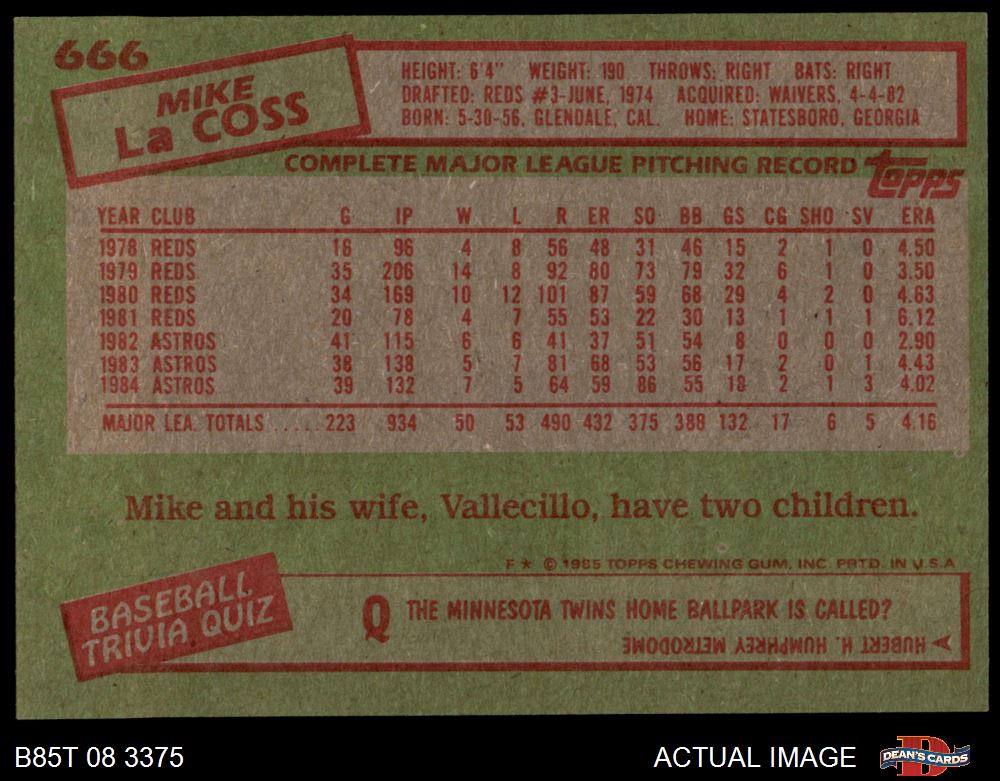 666
MIKE
La COSS
HEIGHT: 6'4" WEIGHT: 190 THROWS: RIGHT BATS: RIGHT
DRAFTED: REDS #3-JUNE, 1974 ACQUIRED: WAIVERS, 4-4-82
BORN: 5-30-56, GLENDALE, CAL. HOME: STATESBORO, GEORGIA
COMPLETE MAJOR LEAGUE PITCHING RECORD topps
YEAR CLUB G IP W L R ER SO BB GS CG SHO SV ERA
1978 REDS 16 96 4 8 56 48 31 46 15 2 1 0 4.50
1979 REDS 35 206 14 8 92 80 73 79 32 6 1 0 3.50
1980 REDS 34 169 10 12 101 87 59 68 29 4 2 0 4.63
1981 REDS 20 78 4 7 55 53 22 30 13 1 1 1 6.12
1982 ASTROS 41 115 6 6 41 37 51 54 8 0 0 0 2.90
1983 ASTROS 38 138 5 7 81 68 53 56 17 2 0 1 4.43
1984 ASTROS 39 132 7 5 64 59 86 55 18 2 1 3 4.02
MAJOR LEA. TOTALS ..... 223 934 50 53 490 432 375 388 132 17 6 5 4.16
Mike and his wife, Vallecillo, have two children.
F ★ © 1985 TOPPS CHEWING GUM, INC. PRTD. IN U.S.A
BASEBALL
TRIVIA QUIZ
Q THE MINNESOTA TWINS HOME BALLPARK IS CALLED?
HUBERT H. HUMPHREY METRODOME
B85T 08 3375
ACTUAL IMAGE
DEAN'S CARDS